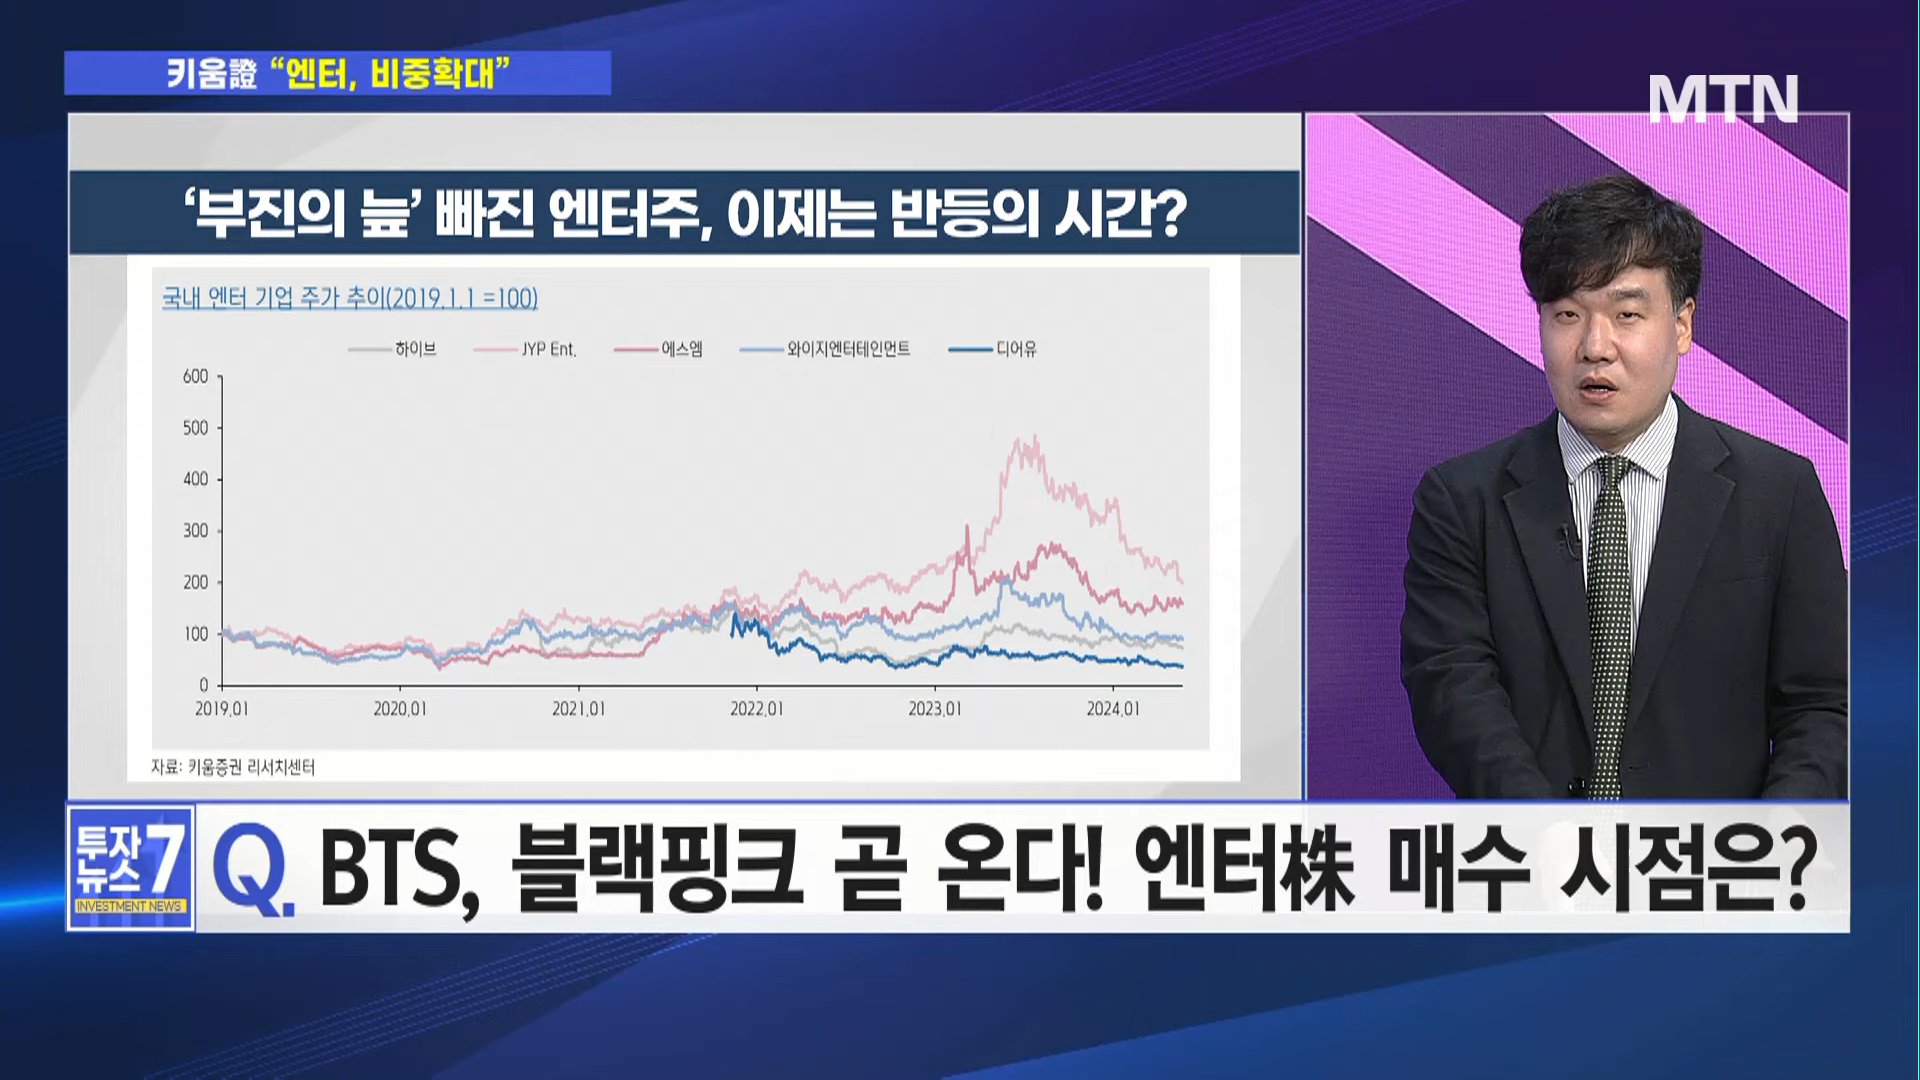 키움證 “엔터, 비중확대”
MTN
‘부진의 늪’ 빠진 엔터주, 이제는 반등의 시간?
국내 엔터 기업 주가 추이(2019.1.1 =100)
하이브 JYP Ent. 에스엠 와이지엔터테인먼트 디어유
600
500
400
300
200
100
0
2019.01 2020.01 2021.01 2022.01 2023.01 2024.01
자료: 키움증권 리서치센터
투자
뉴스 7
INVESTMENT NEWS
Q. BTS, 블랙핑크 곧 온다! 엔터株 매수 시점은?